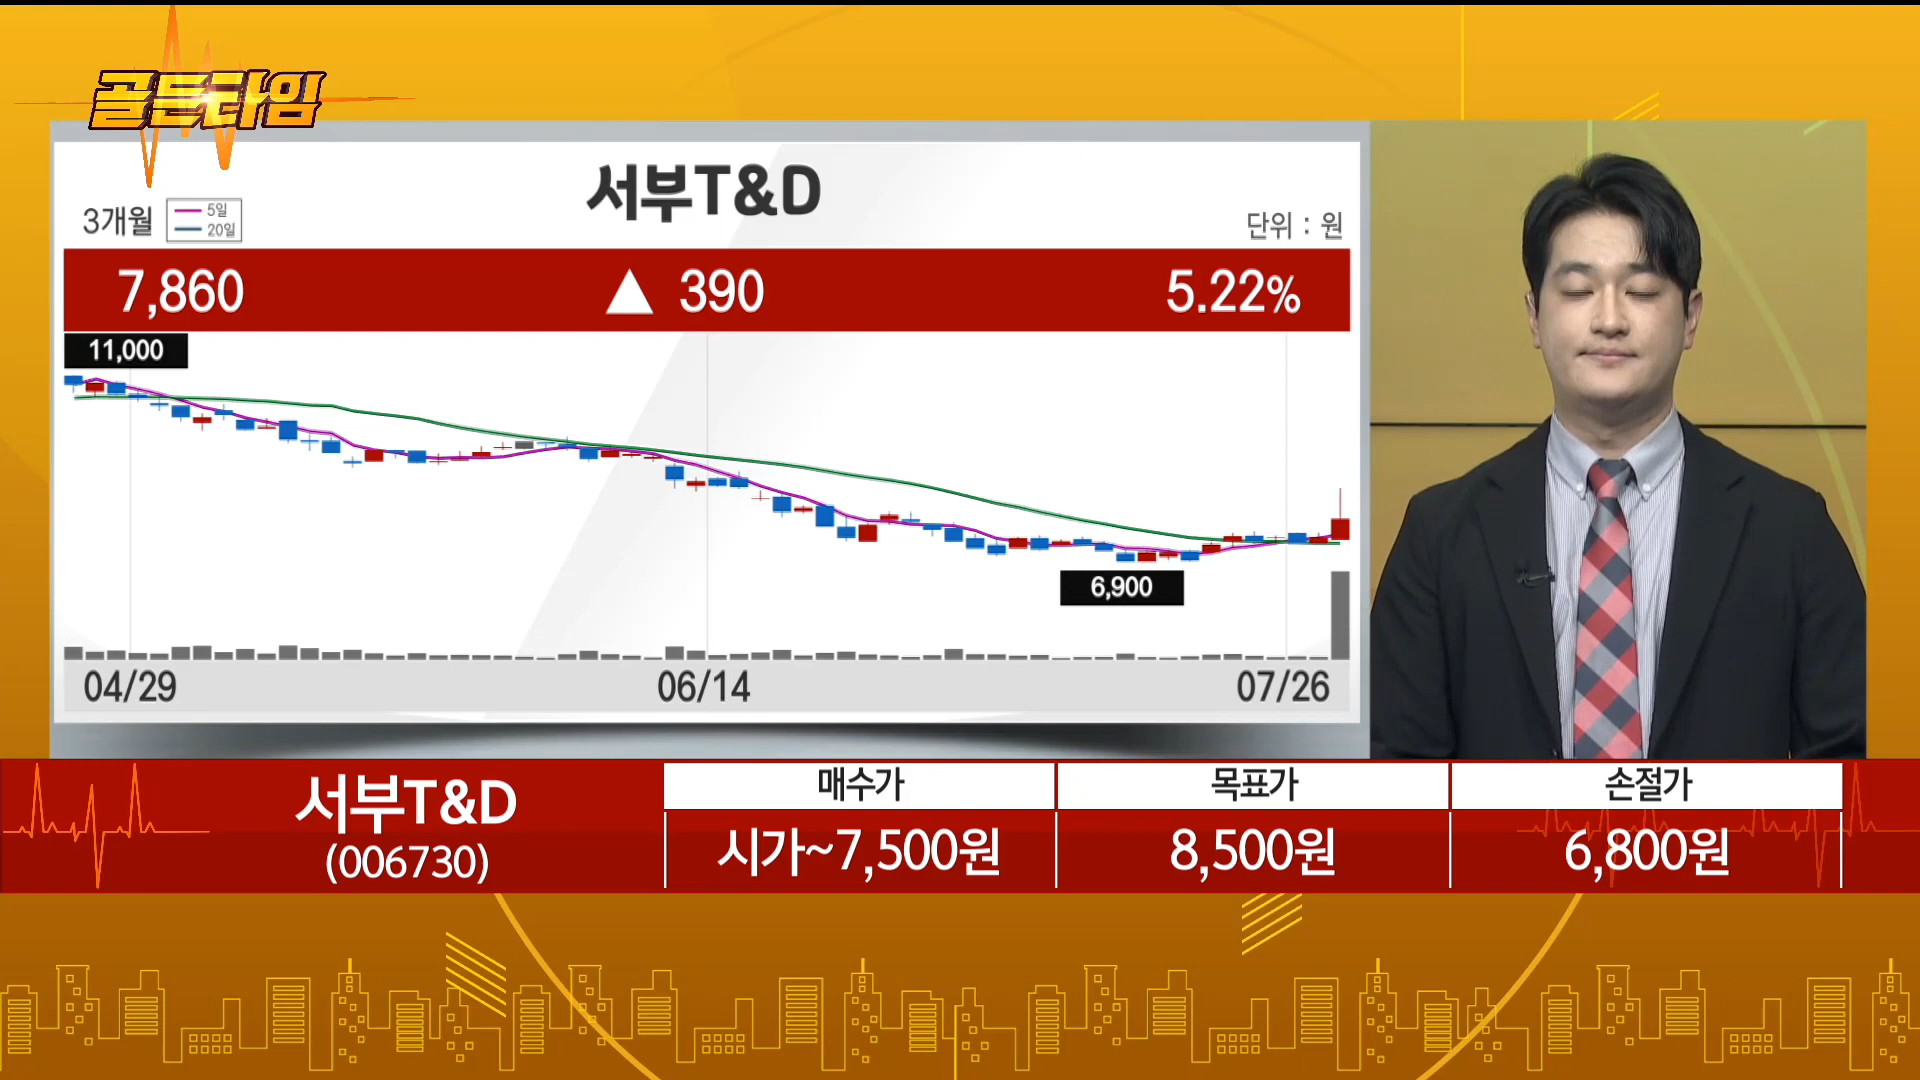 골든타임
서부T&D
3개월
5일
20일
단위 : 원
7,860 ▲ 390 5.22%
11,000
6,900
04/29 06/14 07/26
서부T&D
(006730)
매수가 목표가 손절가
시가~7,500원 8,500원 6,800원